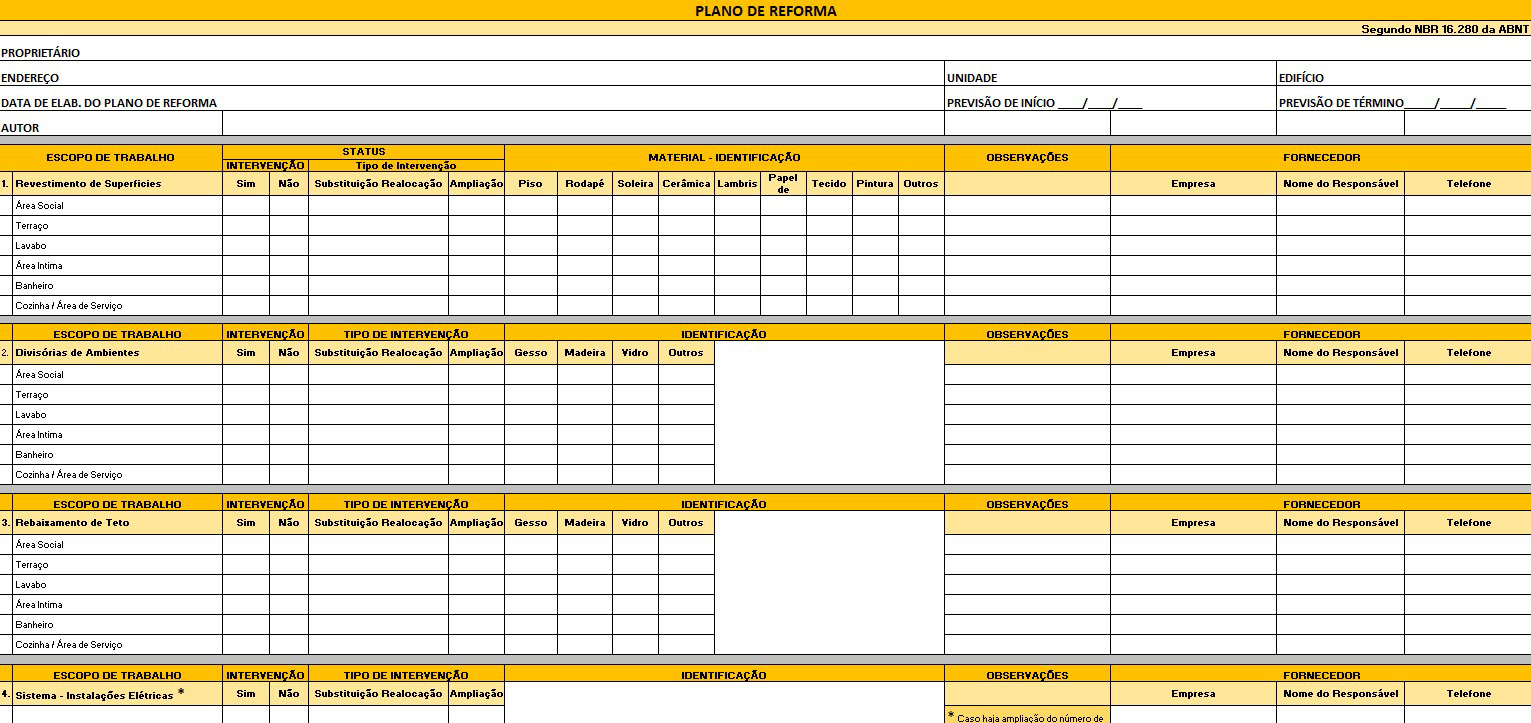 PLANO DE REFORMA
Segundo NBR 16.280 da ABNT
PROPRIETÁRIO
ENDEREÇO UNIDADE EDIFÍCIO
DATA DE ELAB. DO PLANO DE REFORMA PREVISÃO DE INÍCIO ____/____/____ PREVISÃO DE TÉRMINO_____/_____/_____
AUTOR
ESCOPO DE TRABALHO STATUS MATERIAL - IDENTIFICAÇÃO OBSERVAÇÕES FORNECEDOR
INTERVENÇÃO Tipo de Intervenção
1. Revestimento de Superfícies Sim Não Substituição Realocação Ampliação Piso Rodapé Soleira Cerâmica Lambris Papel de Tecido Pintura Outros Empresa Nome do Responsável Telefone
Área Social
Terraço
Lavabo
Área Intima
Banheiro
Cozinha / Área de Serviço
ESCOPO DE TRABALHO INTERVENÇÃO TIPO DE INTERVENÇÃO IDENTIFICAÇÃO OBSERVAÇÕES FORNECEDOR
2. Divisórias de Ambientes Sim Não Substituição Realocação Ampliação Gesso Madeira Vidro Outros Empresa Nome do Responsável Telefone
Área Social
Terraço
Lavabo
Área Intima
Banheiro
Cozinha / Área de Serviço
ESCOPO DE TRABALHO INTERVENÇÃO TIPO DE INTERVENÇÃO IDENTIFICAÇÃO OBSERVAÇÕES FORNECEDOR
3. Rebaixamento de Teto Sim Não Substituição Realocação Ampliação Gesso Madeira Vidro Outros Empresa Nome do Responsável Telefone
Área Social
Terraço
Lavabo
Área Intima
Banheiro
Cozinha / Área de Serviço
ESCOPO DE TRABALHO INTERVENÇÃO TIPO DE INTERVENÇÃO IDENTIFICAÇÃO OBSERVAÇÕES FORNECEDOR
4. Sistema - Instalações Elétricas * Sim Não Substituição Realocação Ampliação Empresa Nome do Responsável Telefone
* Caso haja ampliação do número de